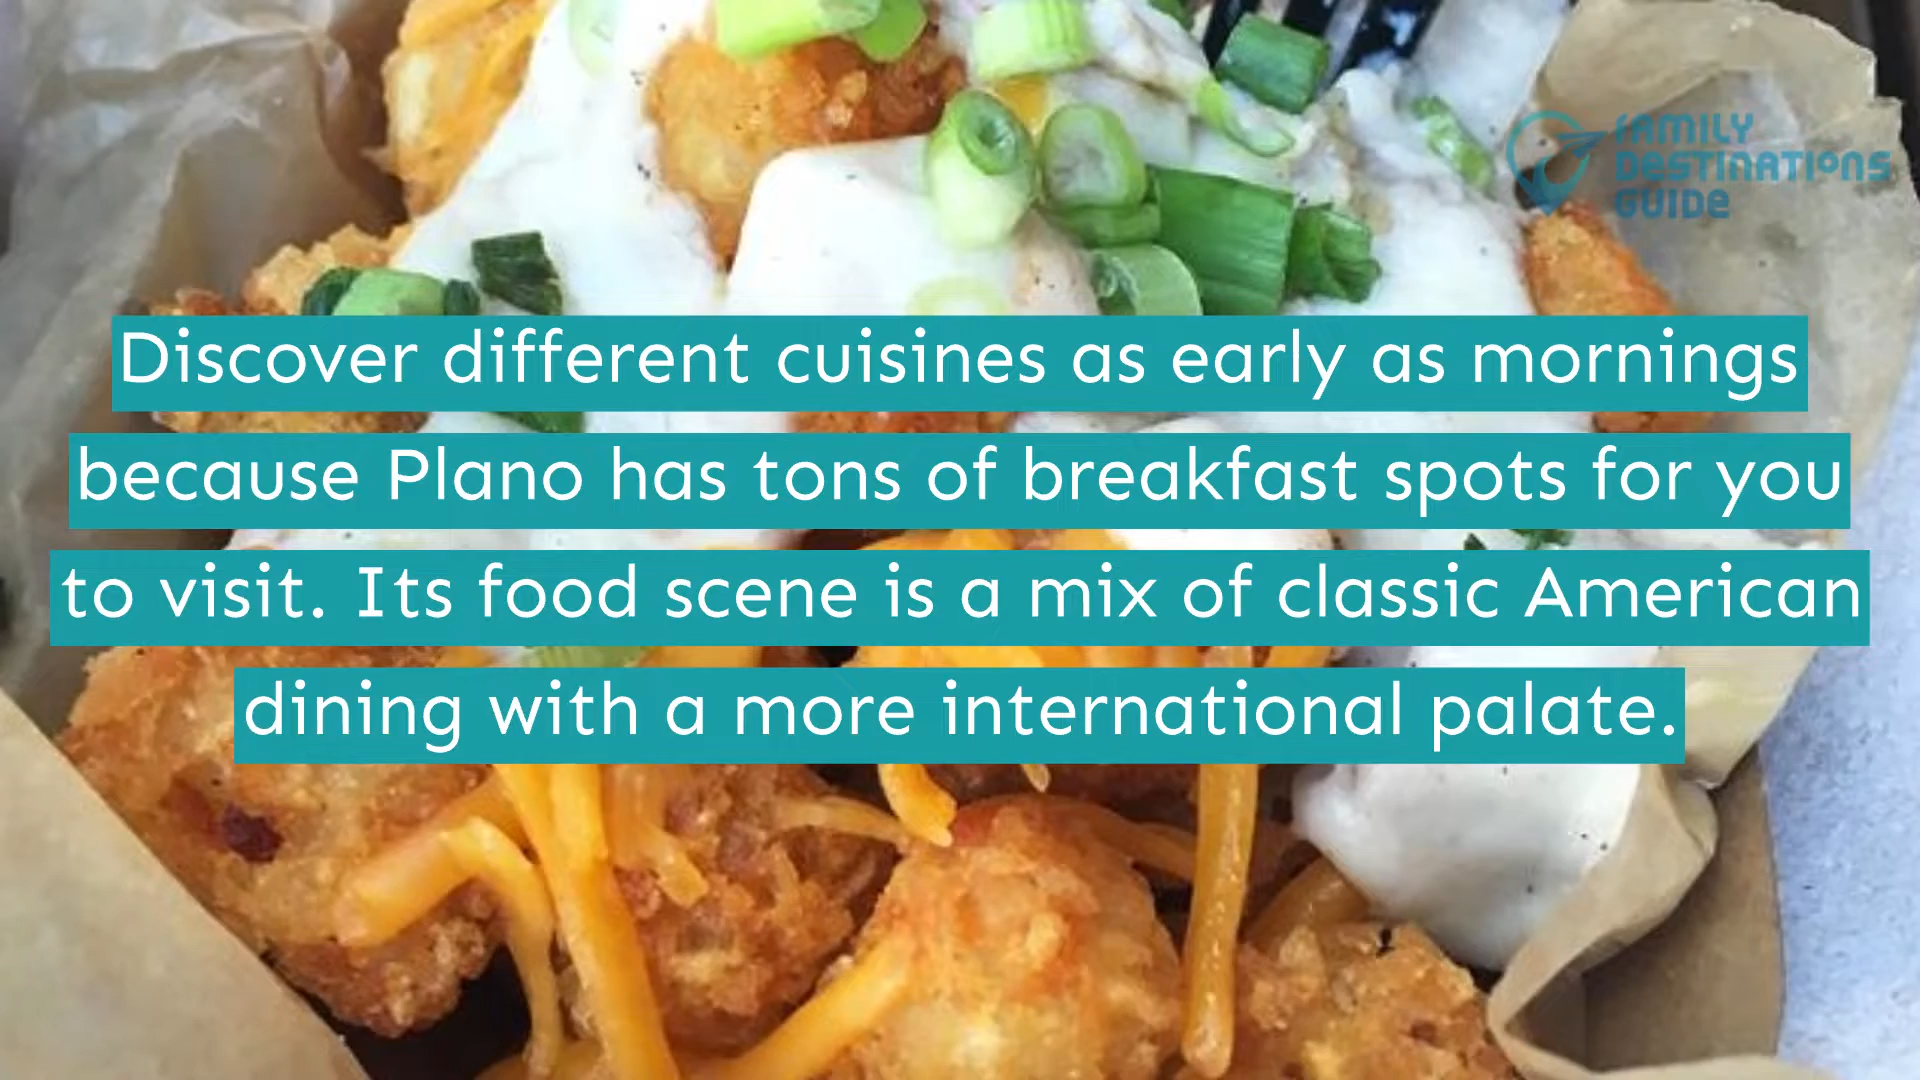 FAMILY
DESTINATIONS
GUIDE
Discover different cuisines as early as mornings
because Plano has tons of breakfast spots for you
to visit. Its food scene is a mix of classic American
dining with a more international palate.